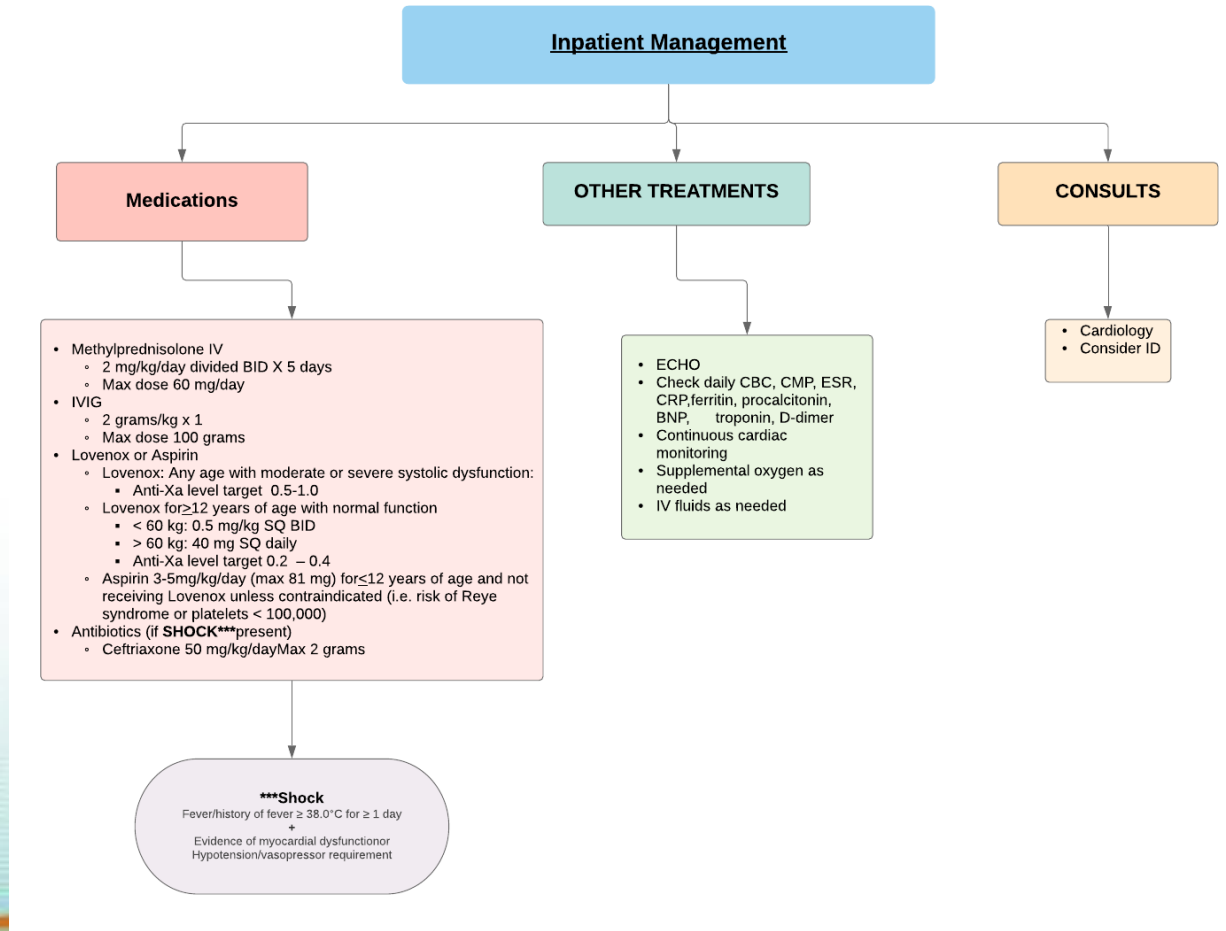 Inpatient Management
Medications
OTHER TREATMENTS
CONSULTS
• Methylprednisolone IV
◦ 2 mg/kg/day divided BID X 5 days
◦ Max dose 60 mg/day
• IVIG
◦ 2 grams/kg x 1
◦ Max dose 100 grams
• Lovenox or Aspirin
◦ Lovenox: Any age with moderate or severe systolic dysfunction:
▪ Anti-Xa level target 0.5-1.0
◦ Lovenox for≥12 years of age with normal function
▪ < 60 kg: 0.5 mg/kg SQ BID
▪ > 60 kg: 40 mg SQ daily
▪ Anti-Xa level target 0.2 – 0.4
◦ Aspirin 3-5mg/kg/day (max 81 mg) for≤12 years of age and not
receiving Lovenox unless contraindicated (i.e. risk of Reye
syndrome or platelets < 100,000)
• Antibiotics (if SHOCK***present)
◦ Ceftriaxone 50 mg/kg/dayMax 2 grams
• ECHO
• Check daily CBC, CMP, ESR,
CRP,ferritin, procalcitonin,
BNP, troponin, D-dimer
• Continuous cardiac
monitoring
• Supplemental oxygen as
needed
• IV fluids as needed
• Cardiology
• Consider ID
***Shock
Fever/history of fever ≥ 38.0°C for ≥ 1 day
+
Evidence of myocardial dysfunctionor
Hypotension/vasopressor requirement